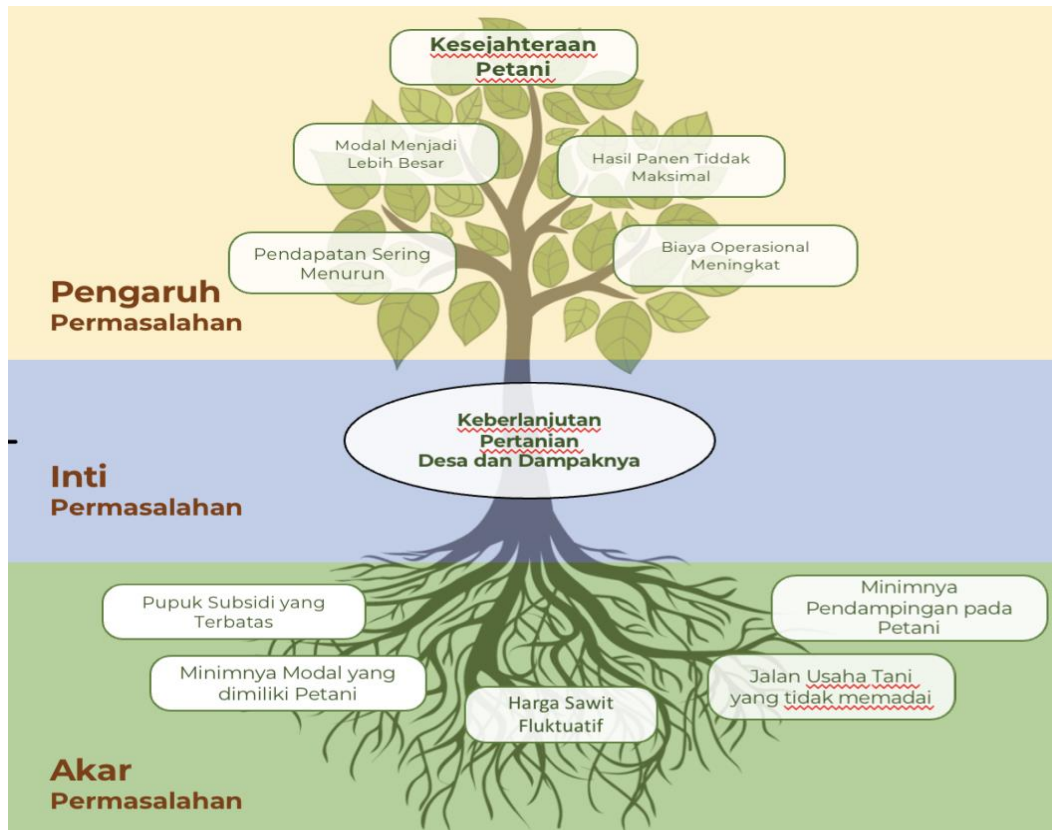 Kesejahteraan
Petani
Modal Menjadi
Lebih Besar
Hasil Panen Tiddak
Maksimal
Pendapatan Sering
Menurun
Biaya Operasional
Meningkat
Pengaruh
Permasalahan
Keberlanjutan
Pertanian
Desa dan Dampaknya
Inti
Permasalahan
Pupuk Subsidi yang
Terbatas
Minimnya
Pendampingan pada
Petani
Minimnya Modal yang
dimiliki Petani
Jalan Usaha Tani
yang tidak memadai
Harga Sawit
Fluktuatif
Akar
Permasalahan